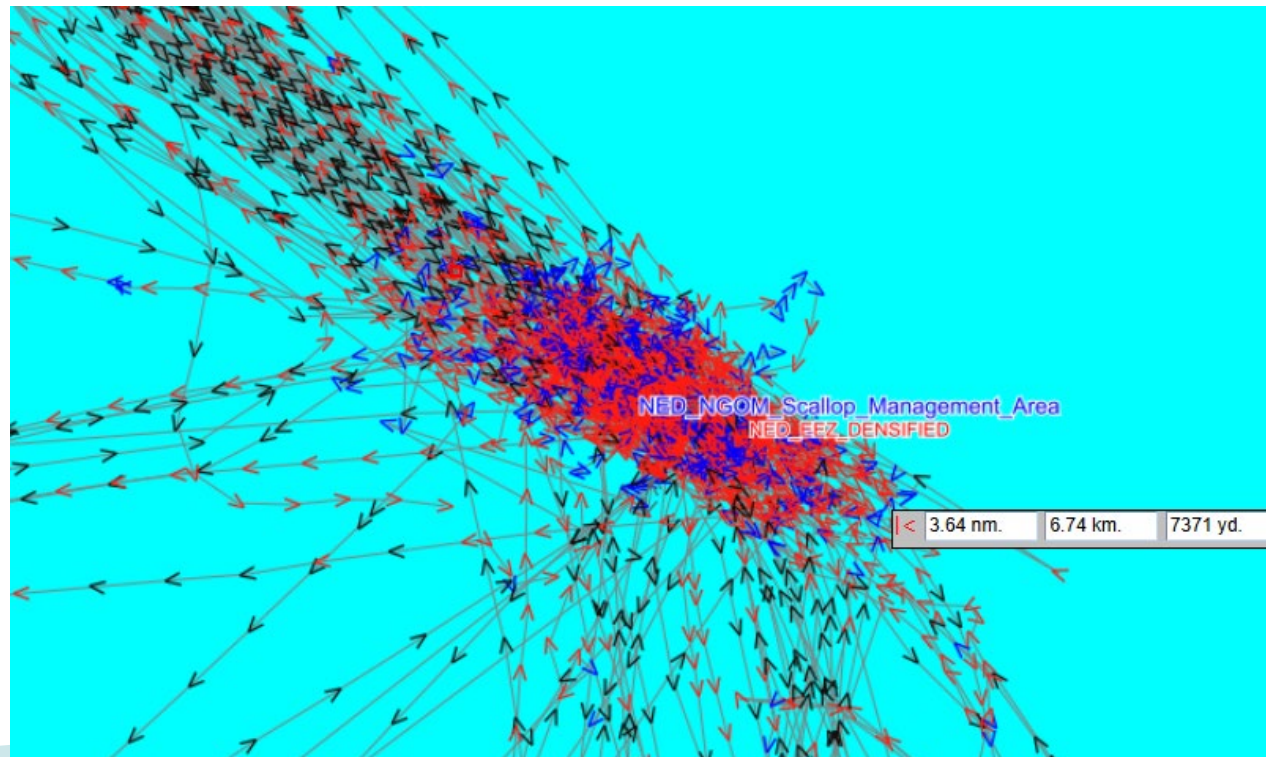 NED_NGOM_Scallop_Management_Area
NED_EEZ_DENSIFIED
|< 3.64 nm. 6.74 km. 7371 yd.